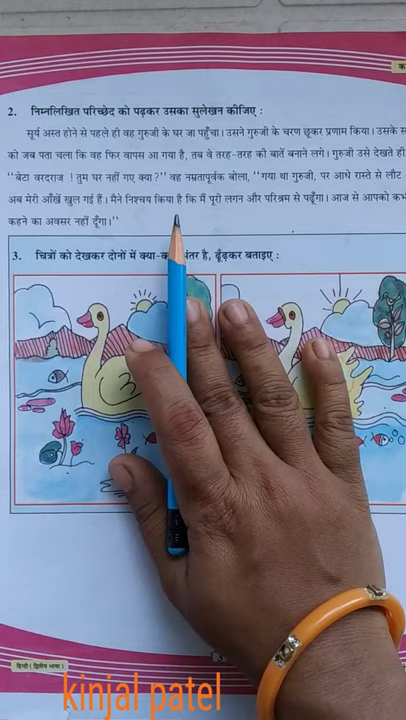 क
2. निम्नलिखित परिच्छेद को पढ़कर उसका सुलेखन कीजिए :
सूर्य अस्त होने से पहले ही वह गुरुजी के घर जा पहुँचा। उसने गुरुजी के चरण छूकर प्रणाम किया। उसके स
को जब पता चला कि वह फिर वापस आ गया है, तब वे तरह-तरह की बातें बनाने लगे। गुरुजी उसे देखते ही
"बेटा वरदराज ! तुम घर नहीं गए क्या?" वह नम्रतापूर्वक बोला, "गया था गुरुजी, पर आधे रास्ते से लौट
अब मेरी आँखें खुल गई हैं। मैने निश्चय किया है कि मैं पूरी लगन और परिश्रम से पढ़ूँगा। आज से आपको कभ
कहने का अवसर नहीं दूँगा।"
3. चित्रों को देखकर दोनों में क्या-क अंतर है, ढूँढ़कर बताइए :
हिन्दी (द्वितीय भाषा)
kinjal patel